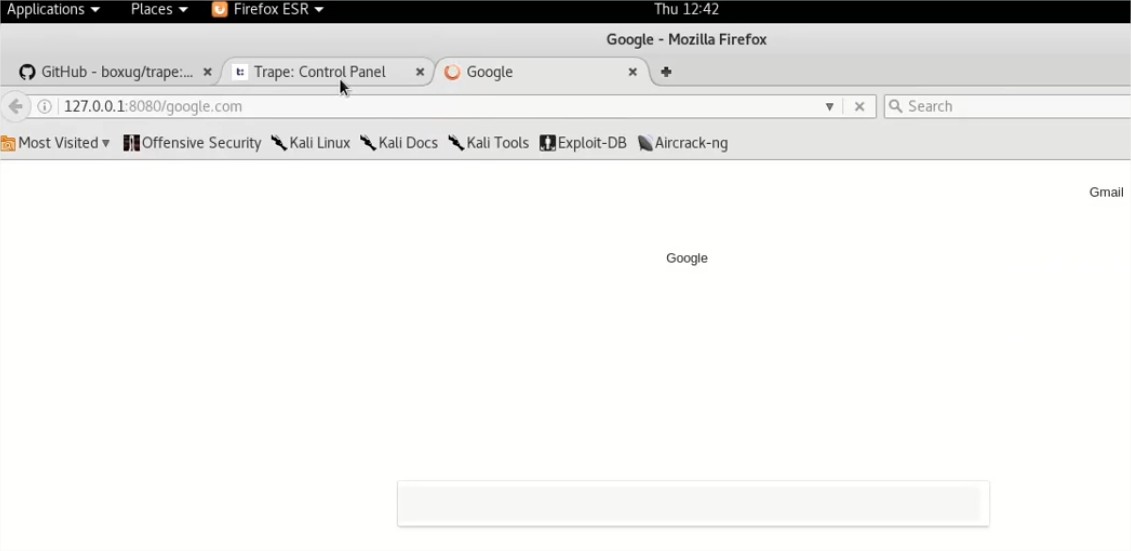 Applications Places Firefox ESR Thu 12:42
Google - Mozilla Firefox
GitHub - boxug/trape:... Trape: Control Panel Google
127.0.0.1:8080/google.com Search
Most Visited Offensive Security Kali Linux Kali Docs Kali Tools Exploit-DB Aircrack-ng
Gmail
Google